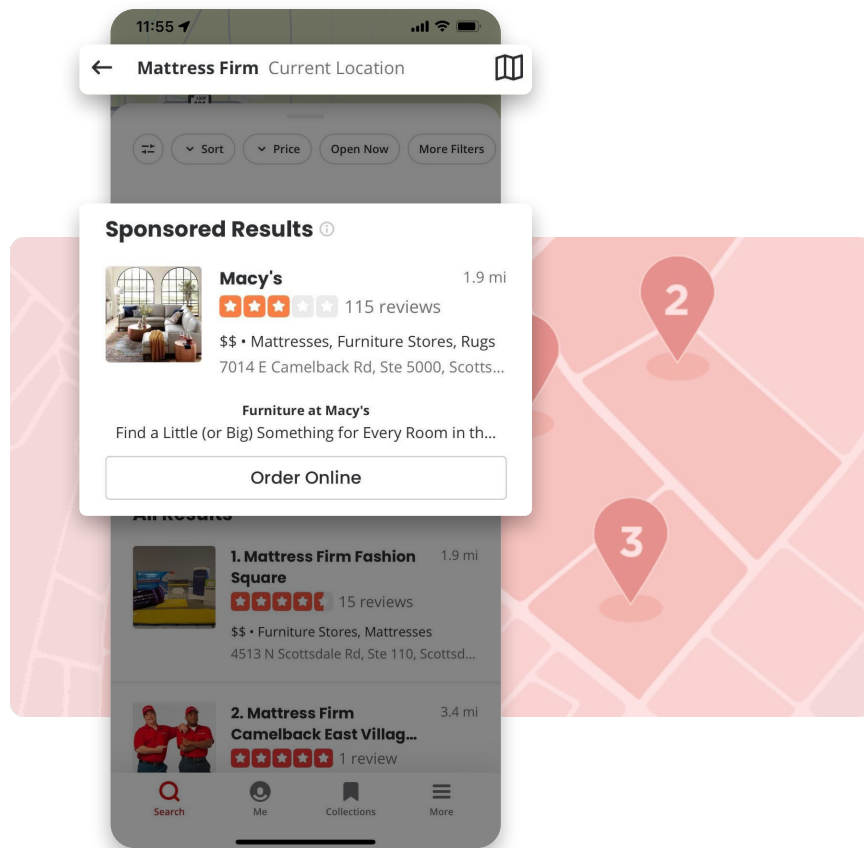 11:55
Mattress Firm Current Location
Sort
Price
Open Now
More Filters
Sponsored Results
Macy's 1.9 mi
115 reviews
$$ • Mattresses, Furniture Stores, Rugs
7014 E Camelback Rd, Ste 5000, Scotts...
Furniture at Macy's
Find a Little (or Big) Something for Every Room in th...
Order Online
All Results
1. Mattress Firm Fashion 1.9 mi
Square
15 reviews
$$ • Furniture Stores, Mattresses
4513 N Scottsdale Rd, Ste 110, Scottsd...
2. Mattress Firm 3.4 mi
Camelback East Villag...
1 review
Search
Me
Collections
More
2
3